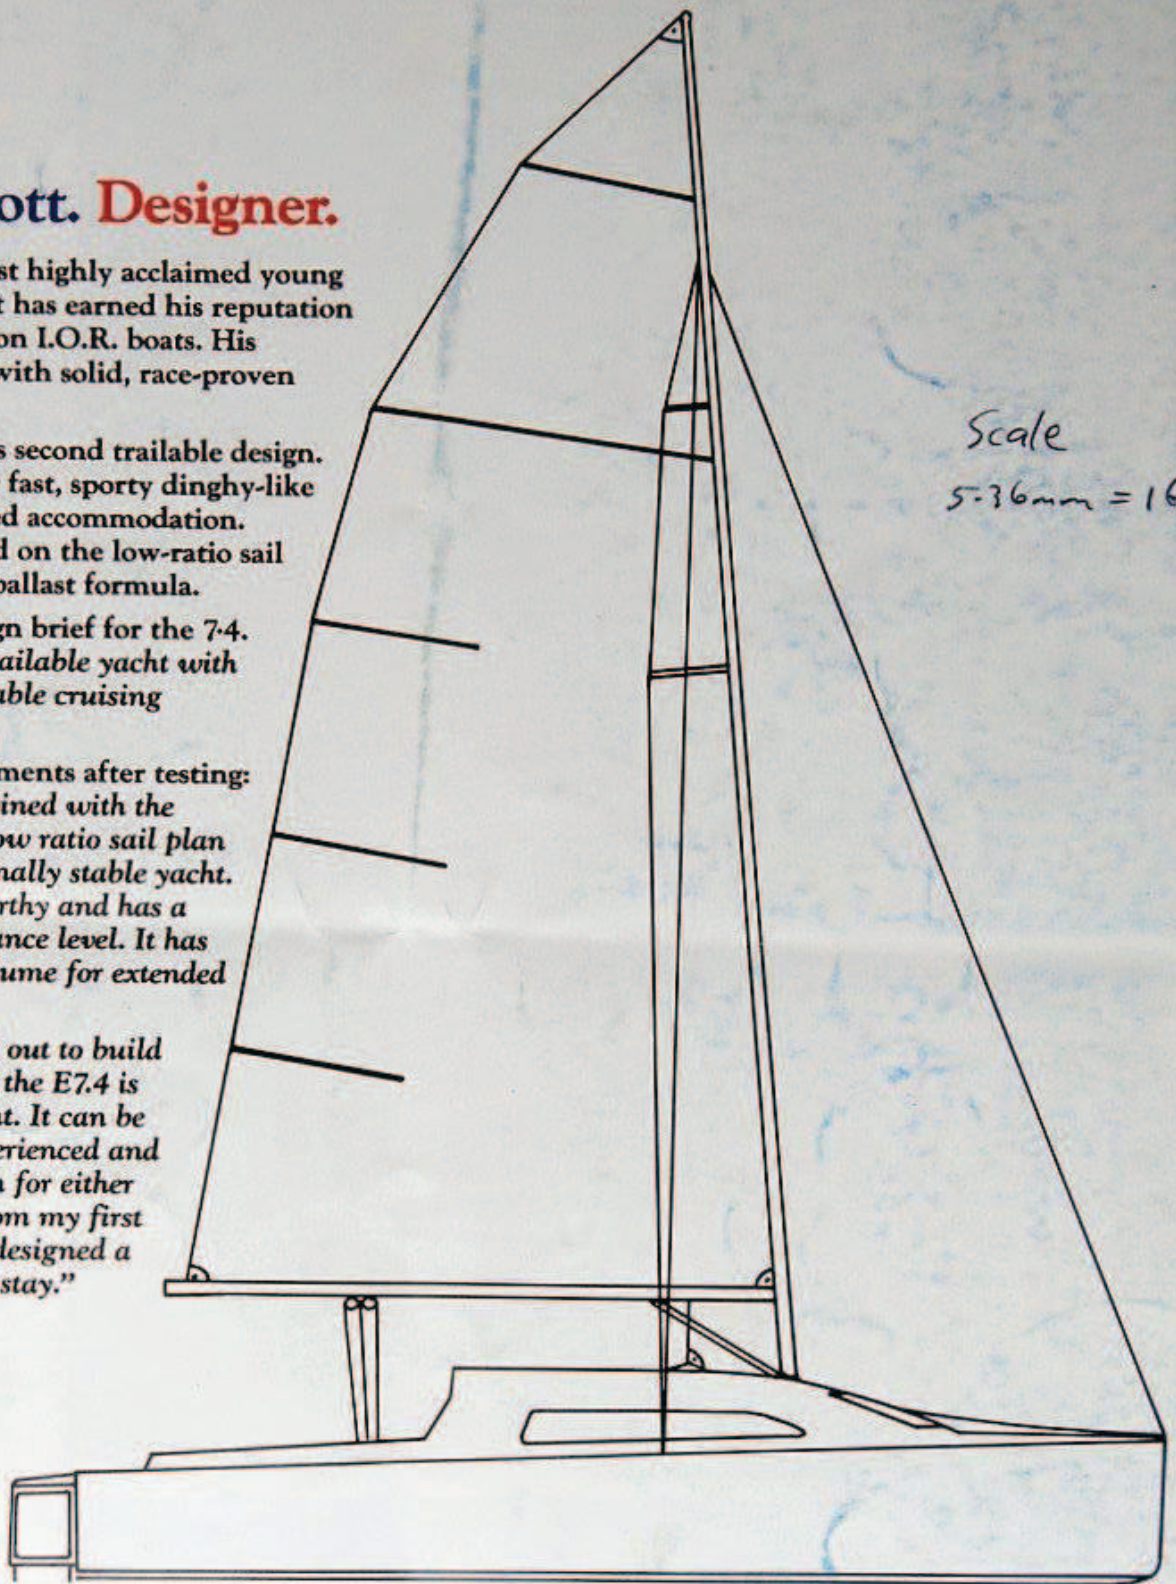 ott. Designer.
st highly acclaimed young
t has earned his reputation
on I.O.R. boats. His
with solid, race-proven
s second trailable design.
fast, sporty dinghy-like
ed accommodation.
d on the low-ratio sail
ballast formula.
gn brief for the 7·4.
ailable yacht with
able cruising
ments after testing:
ined with the
ow ratio sail plan
nally stable yacht.
rthy and has a
ance level. It has
ume for extended
out to build
the E7.4 is
nt. It can be
erienced and
n for either
om my first
designed a
stay."
Scale
5.36mm = 16